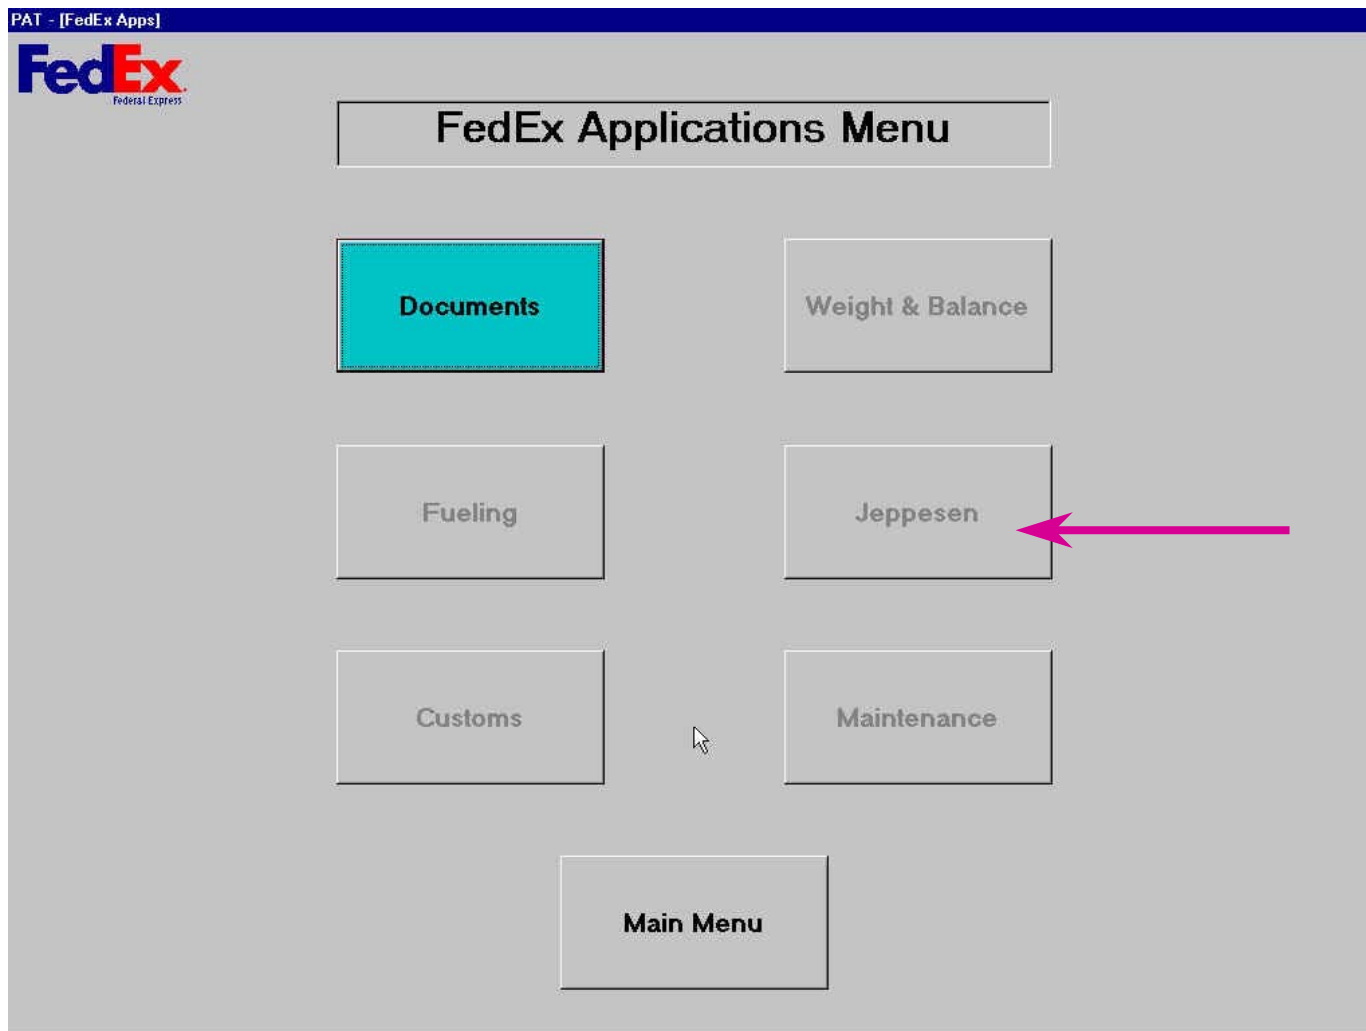 PAT - [FedEx Apps]
FedEx.
Federal Express
FedEx Applications Menu
Documents
Weight & Balance
Fueling
Jeppesen
Customs
Maintenance
Main Menu